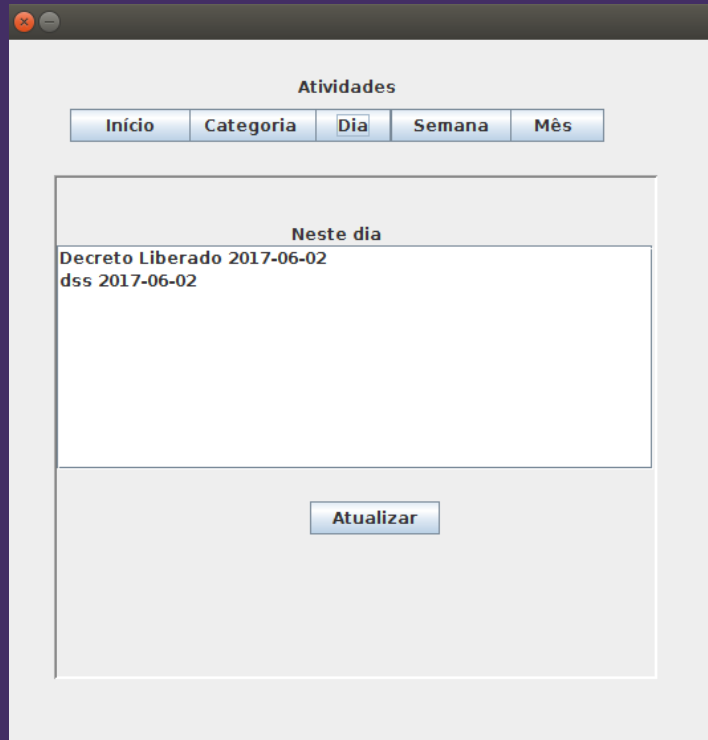 Atividades
Início Categoria Dia Semana Mês
Neste dia
Decreto Liberado 2017-06-02
dss 2017-06-02
Atualizar